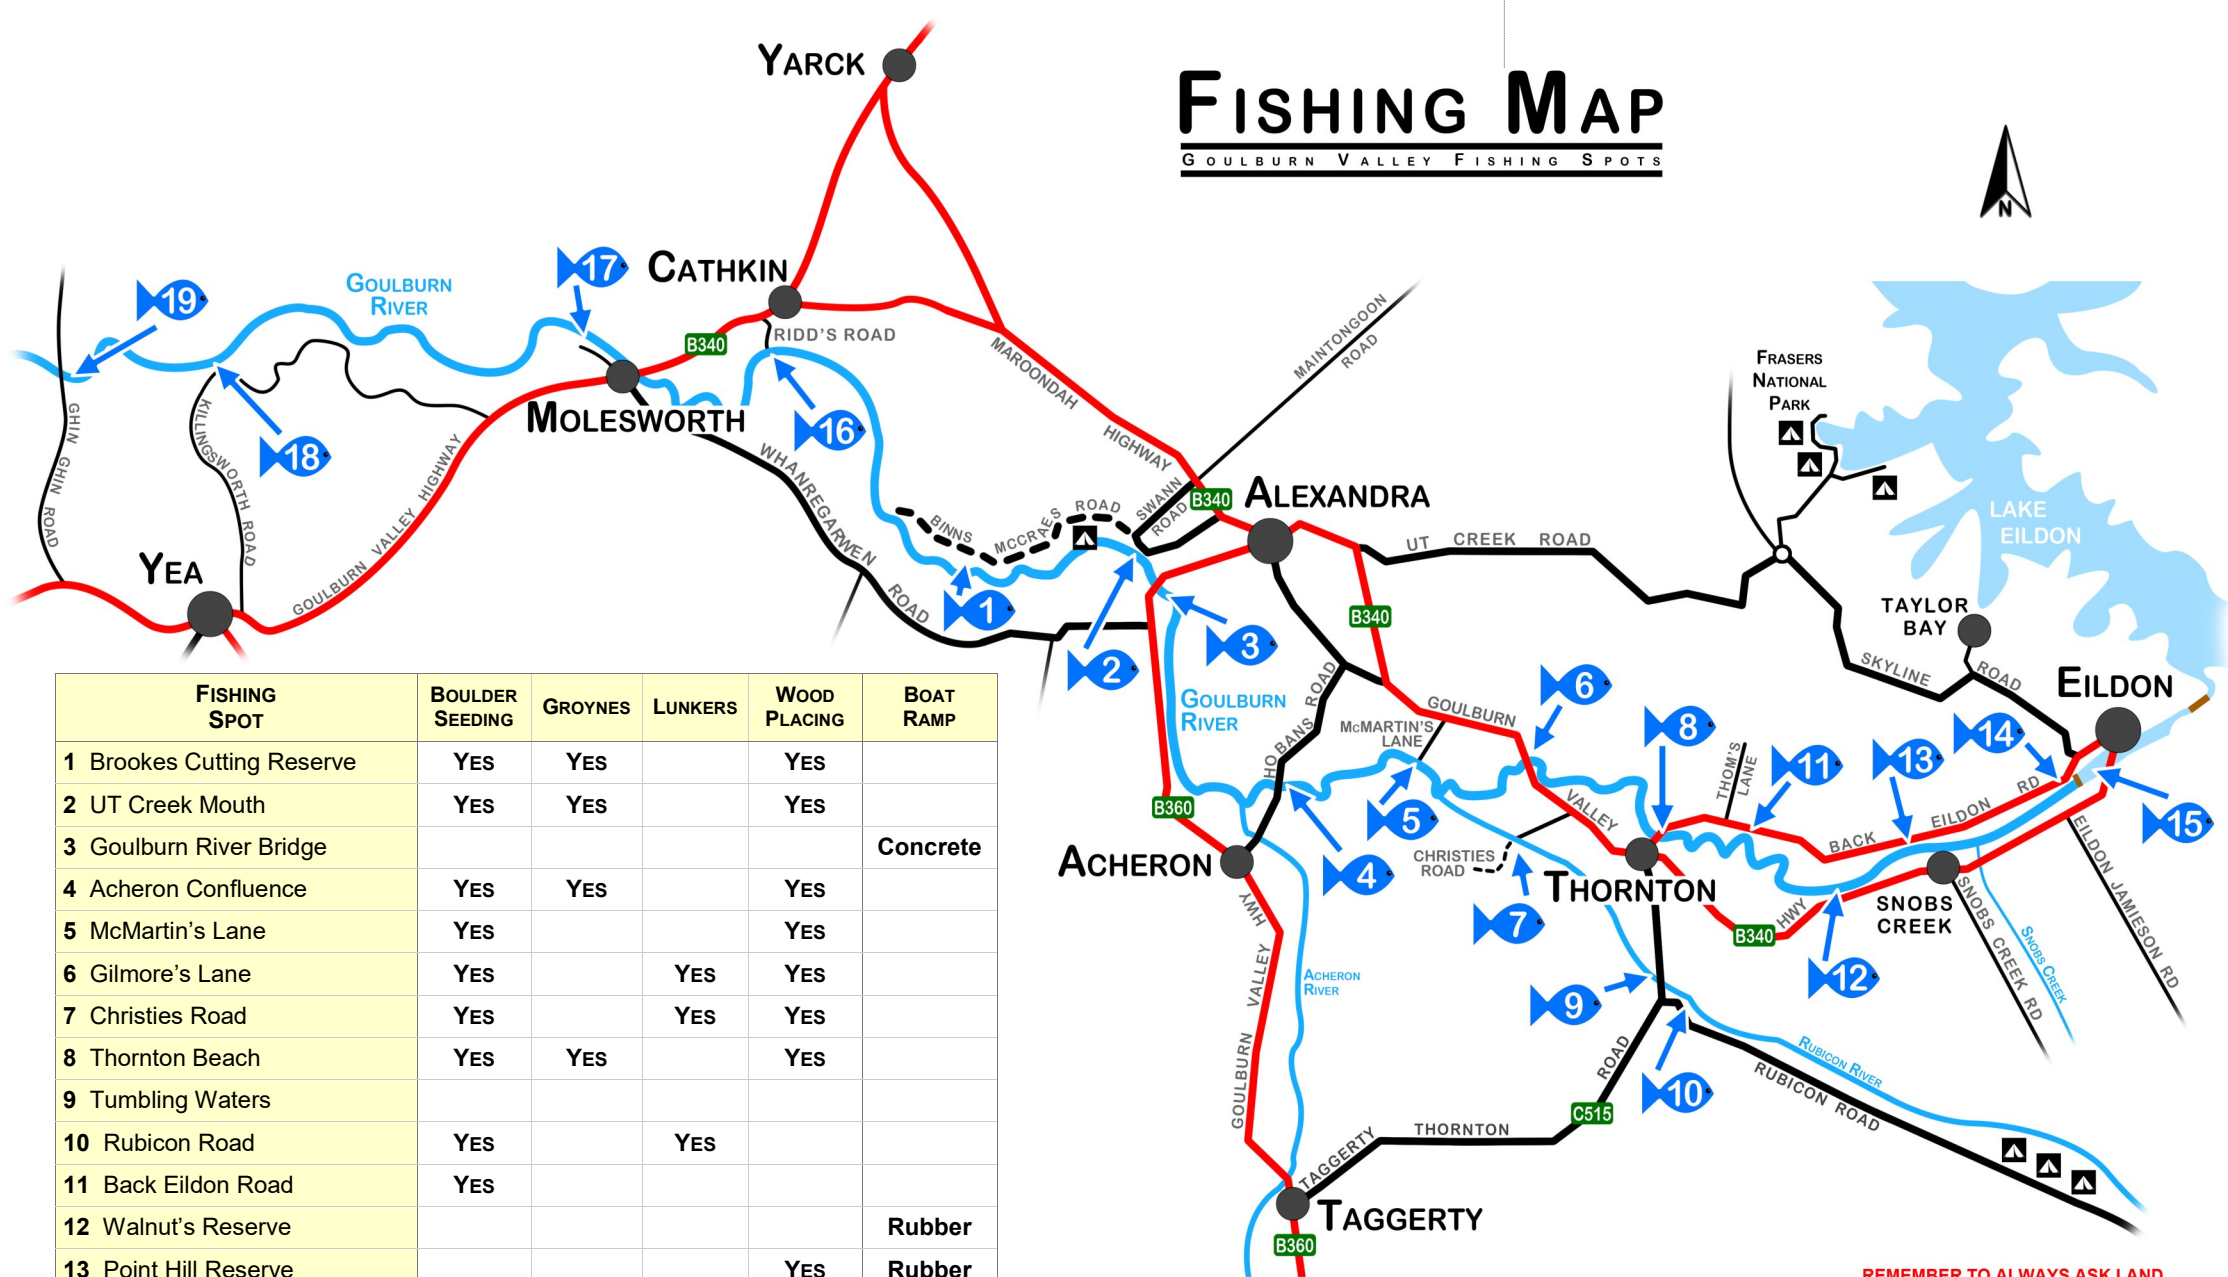 YARCK
FISHING MAP
GOULBURN VALLEY FISHING SPOTS
N
19
GOULBURN
RIVER
17
CATHKIN
B340
RIDD'S ROAD
MAROONDAH
HIGHWAY
MAINTONGOON
ROAD
FRASERS
NATIONAL
PARK
LAKE
EILDON
GHIN GHIN ROAD
KILLINGSWORTH ROAD
18
MOLESWORTH
16
GOULBURN VALLEY HIGHWAY
WHANREGARWEN ROAD
BINNS
MCCRAES
ROAD
SWANN
ROAD
B340
ALEXANDRA
UT CREEK ROAD
YEA
1
2
3
B340
TAYLOR
BAY
SKYLINE ROAD
EILDON
GOULBURN
RIVER
HOBANS ROAD
MCMARTIN'S
LANE
GOULBURN
VALLEY
HWY
6
8
THOM'S
LANE
11
13
14
15
B360
5
4
ACHERON
CHRISTIES
ROAD
7
THORNTON
BACK EILDON RD
B340
SNOBS
CREEK
12
SNOBS CREEK RD
SNOBS CREEK
EILDON JAMIESON RD
HWY
GOULBURN VALLEY
ACHERON
RIVER
9
10
RUBICON RIVER
RUBICON ROAD
C515
TAGGERTY
THORNTON
ROAD
TAGGERTY
B360
FISHING SPOT BOULDER SEEDING GROYNES LUNKERS WOOD PLACING BOAT RAMP
1 Brookes Cutting Reserve YES YES YES
2 UT Creek Mouth YES YES YES
3 Goulburn River Bridge Concrete
4 Acheron Confluence YES YES YES
5 McMartin's Lane YES YES
6 Gilmore's Lane YES YES YES
7 Christies Road YES YES YES
8 Thornton Beach YES YES YES
9 Tumbling Waters
10 Rubicon Road YES YES
11 Back Eildon Road YES
12 Walnut's Reserve Rubber
13 Point Hill Reserve YES Rubber
REMEMBER TO ALWAYS ASK LAND